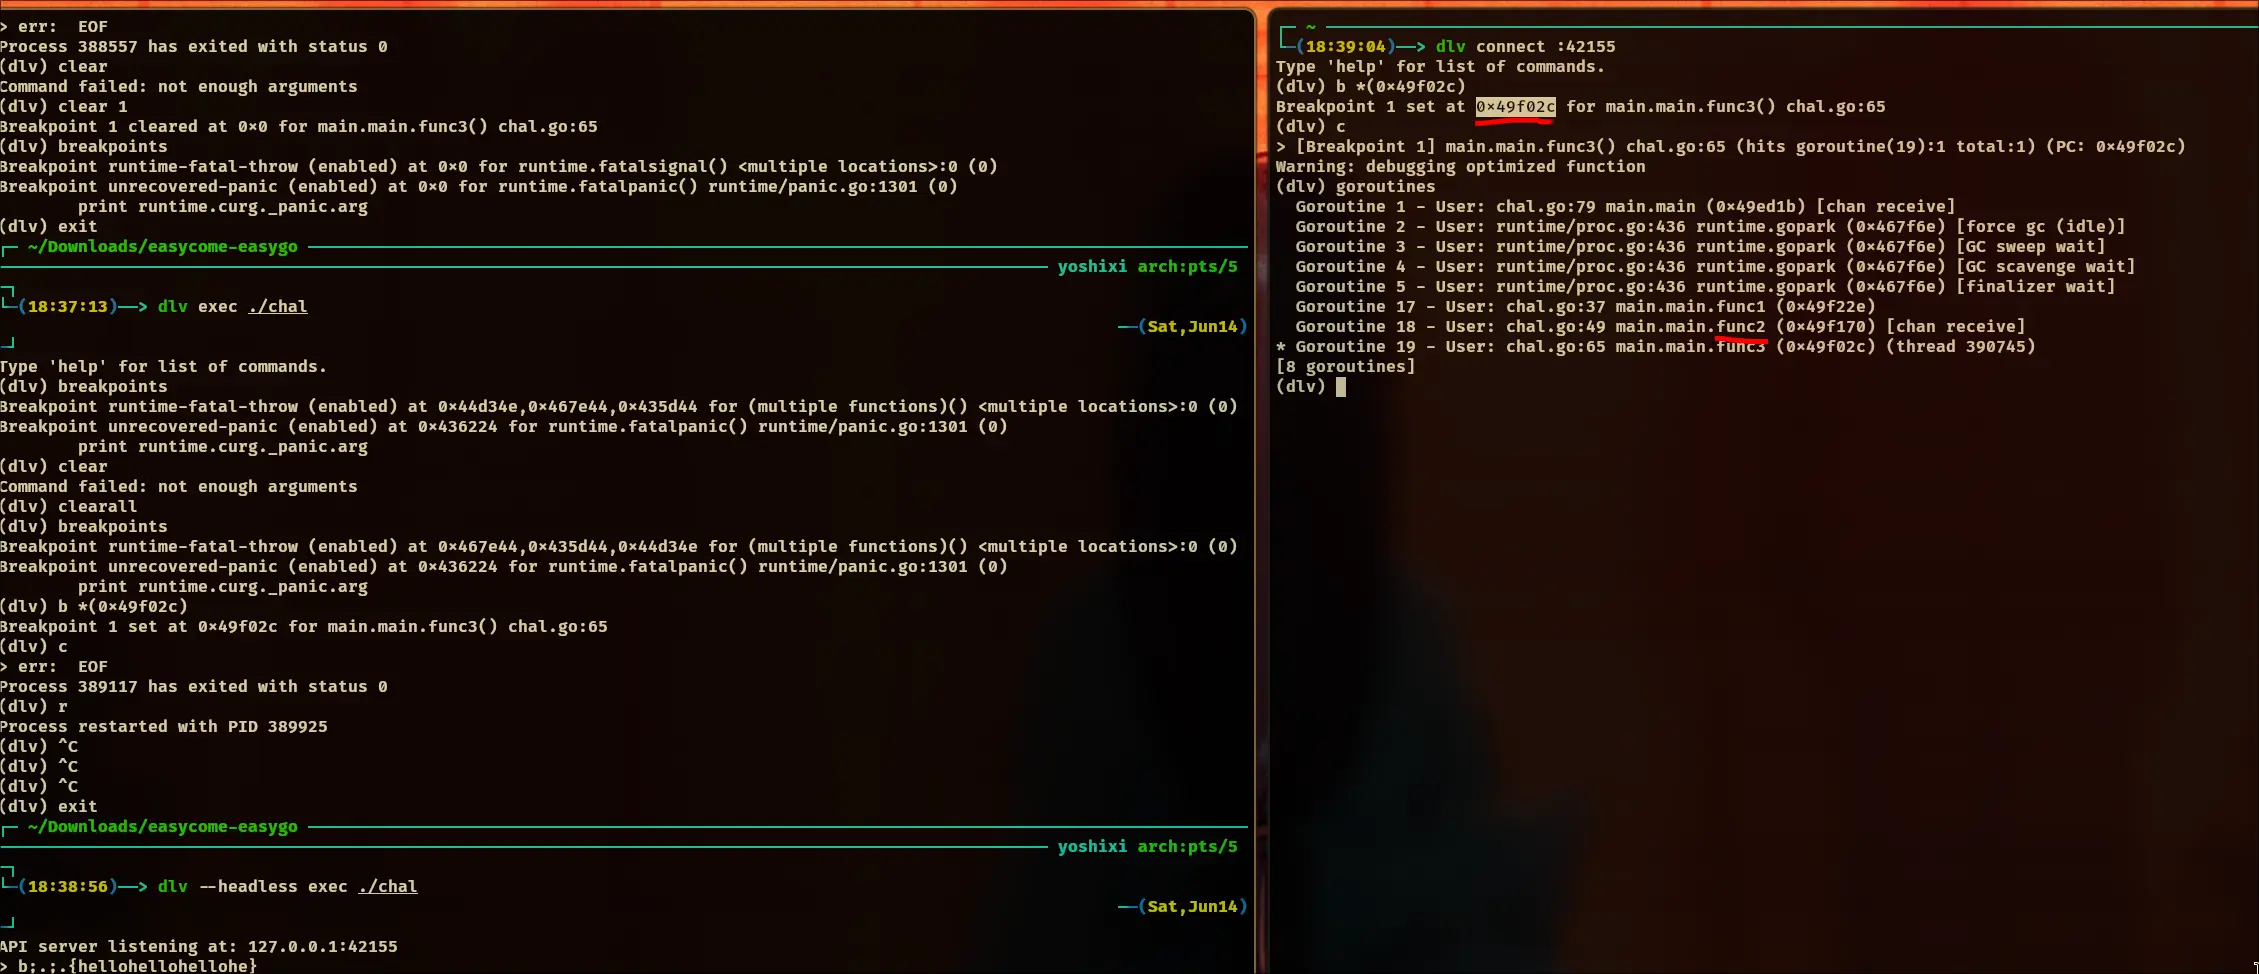 > err:  EOF
Process 388557 has exited with status 0
(dlv) clear
Command failed: not enough arguments
(dlv) clear 1
Breakpoint 1 cleared at 0×0 for main.main.func3() chal.go:65
(dlv) breakpoints
Breakpoint runtime-fatal-throw (enabled) at 0×0 for runtime.fatalsignal() <multiple locations>:0 (0)
Breakpoint unrecovered-panic (enabled) at 0×0 for runtime.fatalpanic() runtime/panic.go:1301 (0)
        print runtime.curg._panic.arg
(dlv) exit
~/Downloads/easycome-easygo
yoshixi arch:pts/5
(18:37:13)—> dlv exec ./chal
—(Sat,Jun14)
Type 'help' for list of commands.
(dlv) breakpoints
Breakpoint runtime-fatal-throw (enabled) at 0×44d34e,0×467e44,0×435d44 for (multiple functions)() <multiple locations>:0 (0)
Breakpoint unrecovered-panic (enabled) at 0×436224 for runtime.fatalpanic() runtime/panic.go:1301 (0)
        print runtime.curg._panic.arg
(dlv) clear
Command failed: not enough arguments
(dlv) clearall
(dlv) breakpoints
Breakpoint runtime-fatal-throw (enabled) at 0×467e44,0×435d44,0×44d34e for (multiple functions)() <multiple locations>:0 (0)
Breakpoint unrecovered-panic (enabled) at 0×436224 for runtime.fatalpanic() runtime/panic.go:1301 (0)
        print runtime.curg._panic.arg
(dlv) b *(0×49f02c)
Breakpoint 1 set at 0×49f02c for main.main.func3() chal.go:65
(dlv) c
> err:  EOF
Process 389117 has exited with status 0
(dlv) r
Process restarted with PID 389925
(dlv) ^C
(dlv) ^C
(dlv) ^C
(dlv) exit
~/Downloads/easycome-easygo
yoshixi arch:pts/5
(18:38:56)—> dlv --headless exec ./chal
—(Sat,Jun14)
API server listening at: 127.0.0.1:42155
> b;.;.{hellohellohellohe}
~
(18:39:04)—> dlv connect :42155
Type 'help' for list of commands.
(dlv) b *(0×49f02c)
Breakpoint 1 set at 0×49f02c for main.main.func3() chal.go:65
(dlv) c
> [Breakpoint 1] main.main.func3() chal.go:65 (hits goroutine(19):1 total:1) (PC: 0×49f02c)
Warning: debugging optimized function
(dlv) goroutines
  Goroutine 1 - User: chal.go:79 main.main (0×49ed1b) [chan receive]
  Goroutine 2 - User: runtime/proc.go:436 runtime.gopark (0×467f6e) [force gc (idle)]
  Goroutine 3 - User: runtime/proc.go:436 runtime.gopark (0×467f6e) [GC sweep wait]
  Goroutine 4 - User: runtime/proc.go:436 runtime.gopark (0×467f6e) [GC scavenge wait]
  Goroutine 5 - User: runtime/proc.go:436 runtime.gopark (0×467f6e) [finalizer wait]
  Goroutine 17 - User: chal.go:37 main.main.func1 (0×49f22e)
  Goroutine 18 - User: chal.go:49 main.main.func2 (0×49f170) [chan receive]
* Goroutine 19 - User: chal.go:65 main.main.func3 (0×49f02c) (thread 390745)
[8 goroutines]
(dlv)